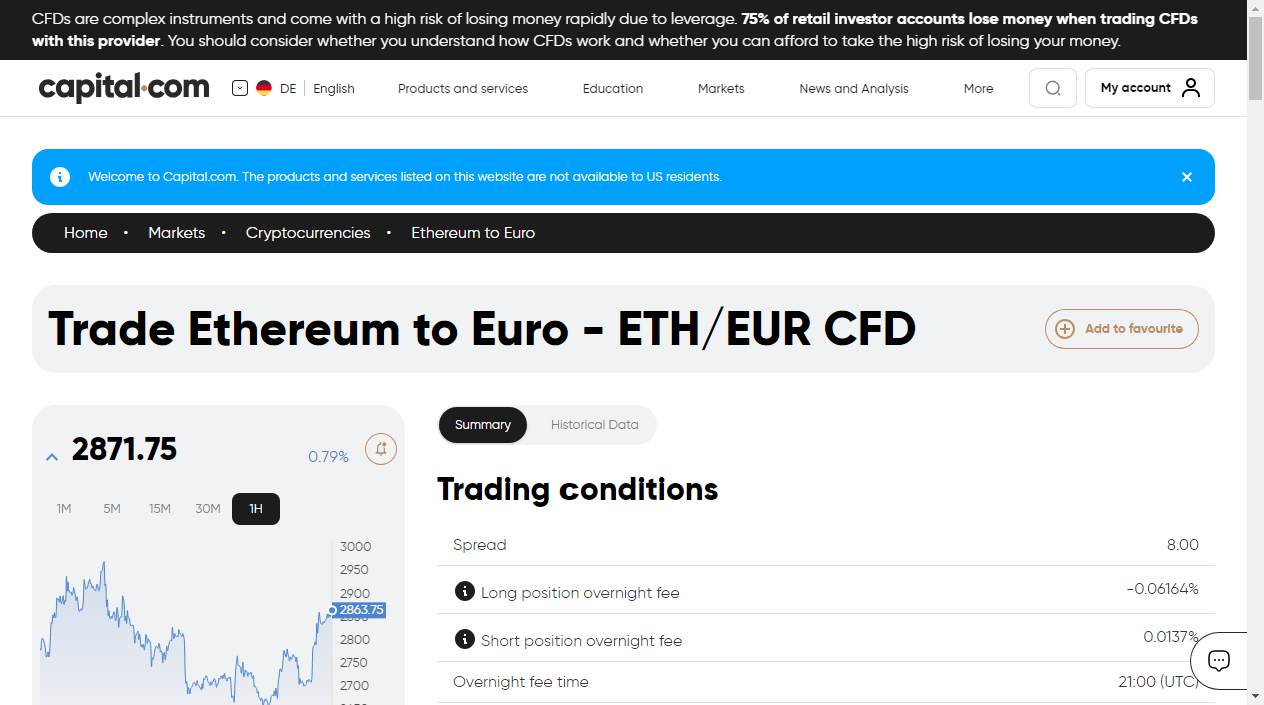 CFDs are complex instruments and come with a high risk of losing money rapidly due to leverage. 75% of retail investor accounts lose money when trading CFDs
with this provider. You should consider whether you understand how CFDs work and whether you can afford to take the high risk of losing your money.
capital.com DE English Products and services Education Markets News and Analysis More My account
Welcome to Capital.com. The products and services listed on this website are not available to US residents.
Home • Markets • Cryptocurrencies • Ethereum to Euro
Trade Ethereum to Euro - ETH/EUR CFD
Add to favourite
2871.75
0.79%
1M 5M 15M 30M 1H
3000
2950
2900
2863.75
2800
2750
2700
Summary Historical Data
Trading conditions
Spread 8.00
Long position overnight fee -0.06164%
Short position overnight fee 0.0137%
Overnight fee time 21:00 (UTC)